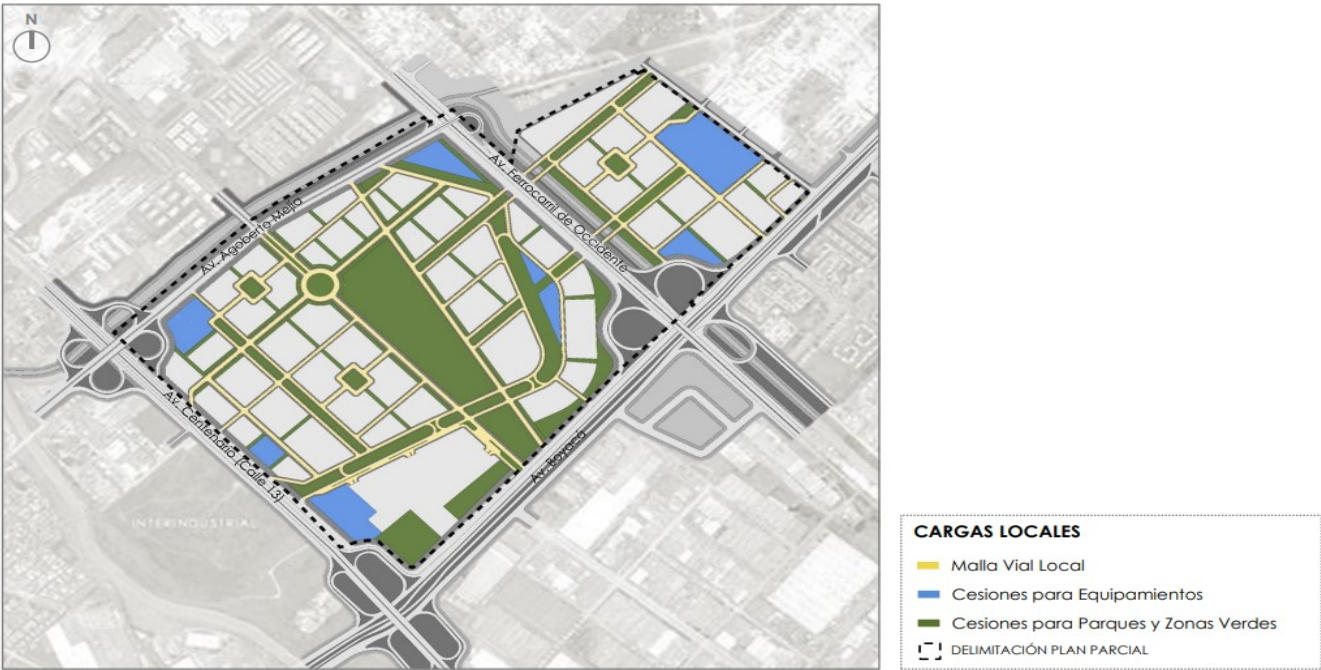 N
Av. Ferrocarril de Occidente
Av. Agoberto Mejía
Av. Centenario (Calle 13)
Av. Boyacá
INTERINDUSTRIAL
CARGAS LOCALES
Malla Vial Local
Cesiones para Equipamientos
Cesiones para Parques y Zonas Verdes
DELIMITACIÓN PLAN PARCIAL